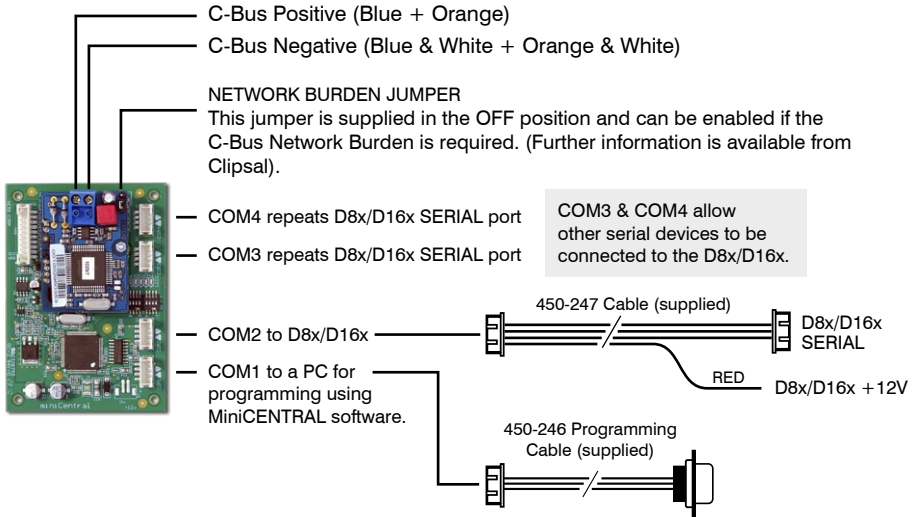 C-Bus Positive (Blue + Orange)
C-Bus Negative (Blue & White + Orange & White)
NETWORK BURDEN JUMPER
This jumper is supplied in the OFF position and can be enabled if the
C-Bus Network Burden is required. (Further information is available from
Clipsal).
COM4 repeats D8x/D16x SERIAL port
COM3 repeats D8x/D16x SERIAL port
COM3 & COM4 allow
other serial devices to be
connected to the D8x/D16x.
COM2 to D8x/D16x
450-247 Cable (supplied)
D8x/D16x
SERIAL
RED
D8x/D16x +12V
COM1 to a PC for
programming using
MiniCENTRAL software.
450-246 Programming
Cable (supplied)
MiniCentral
+12v